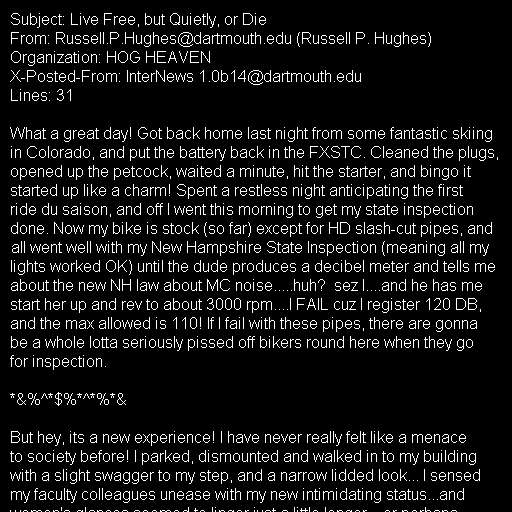 Subject: Live Free, but Quietly, or Die
From: Russell.P.Hughes@dartmouth.edu (Russell P. Hughes)
Organization: HOG HEAVEN
X-Posted-From: InterNews 1.0b14@dartmouth.edu
Lines: 31
What a great day! Got back home last night from some fantastic skiing
in Colorado, and put the battery back in the FXSTC. Cleaned the plugs,
opened up the petcock, waited a minute, hit the starter, and bingo it
started up like a charm! Spent a restless night anticipating the first
ride du saison, and off I went this morning to get my state inspection
done. Now my bike is stock (so far) except for HD slash-cut pipes, and
all went well with my New Hampshire State Inspection (meaning all my
lights worked OK) until the dude produces a decibel meter and tells me
about the new NH law about MC noise.....huh?  sez I....and he has me
start her up and rev to about 3000 rpm....I FAIL cuz I register 120 DB,
and the max allowed is 110! If I fail with these pipes, there are gonna
be a whole lotta seriously pissed off bikers round here when they go
for inspection.
*&%^*$%*^*%*&
But hey, its a new experience! I have never really felt like a menace
to society before! I parked, dismounted and walked in to my building
with a slight swagger to my step, and a narrow lidded look... I sensed
my faculty colleagues unease with my new intimidating status...and
women's glances seemed to linger just a little longer....or perhaps